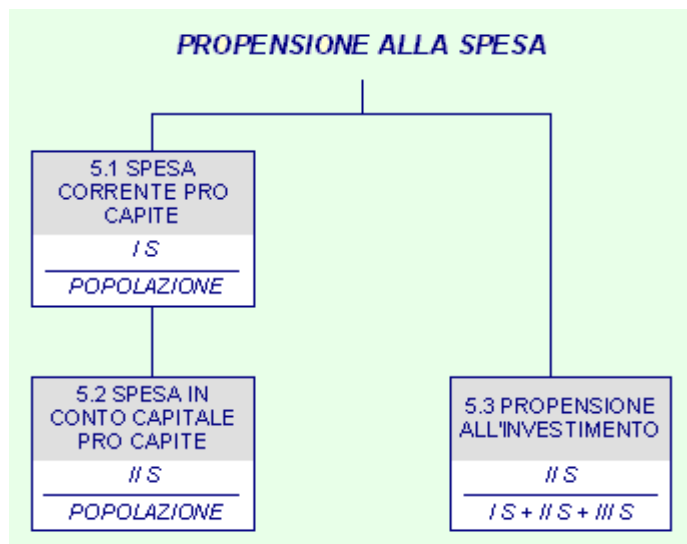 PROPENSIONE ALLA SPESA
5.1 SPESA
CORRENTE PRO
CAPITE
I S
POPOLAZIONE
5.2 SPESA IN
CONTO CAPITALE
PRO CAPITE
II S
POPOLAZIONE
5.3 PROPENSIONE
ALL'INVESTIMENTO
II S
I S + II S + III S